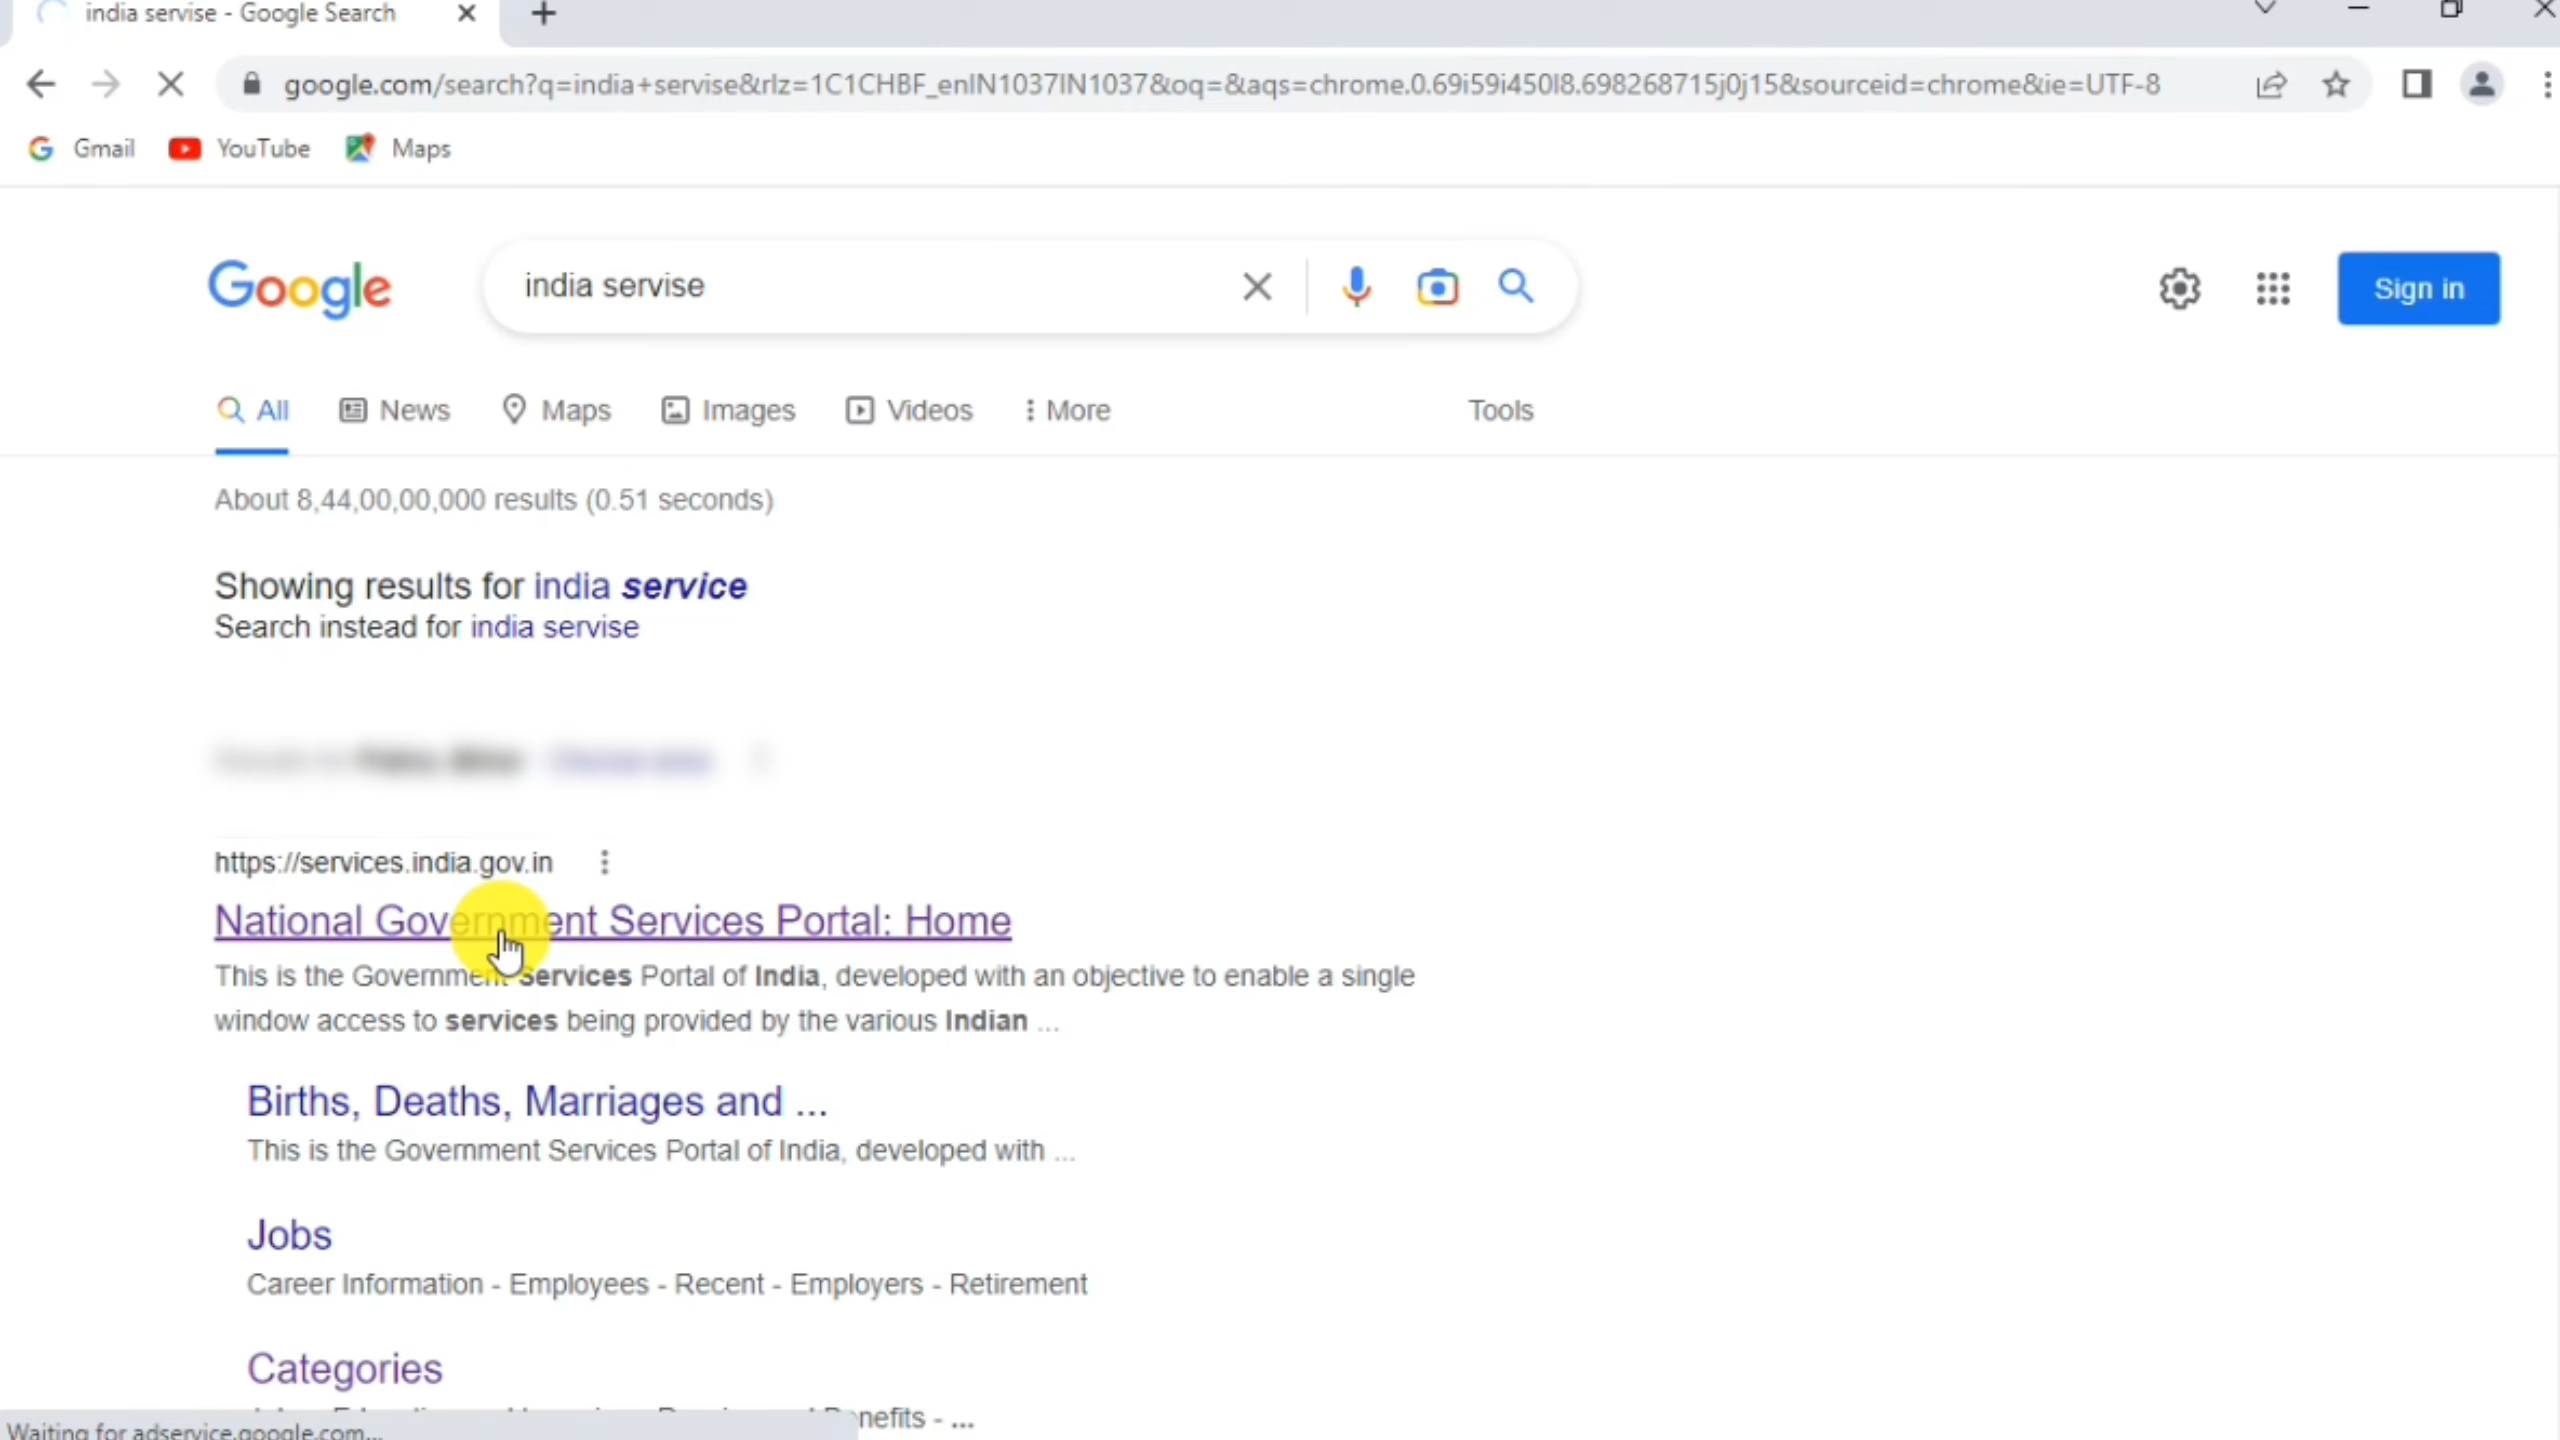 india servise - Google Search
google.com/search?q=india+servise&rlz=1C1CHBF_enIN1037IN1037&oq=&aqs=chrome.0.69i59i450l8.698268715j0j15&sourceid=chrome&ie=UTF-8
Gmail YouTube Maps
Google india servise Sign in
All News Maps Images Videos More Tools
About 8,44,00,00,000 results (0.51 seconds)
Showing results for india service
Search instead for india servise
https://services.india.gov.in
National Government Services Portal: Home
This is the Government Services Portal of India, developed with an objective to enable a single
window access to services being provided by the various Indian ...
Births, Deaths, Marriages and ...
This is the Government Services Portal of India, developed with ...
Jobs
Career Information - Employees - Recent - Employers - Retirement
Categories
nefits - ...
Waiting for adservice.google.com...